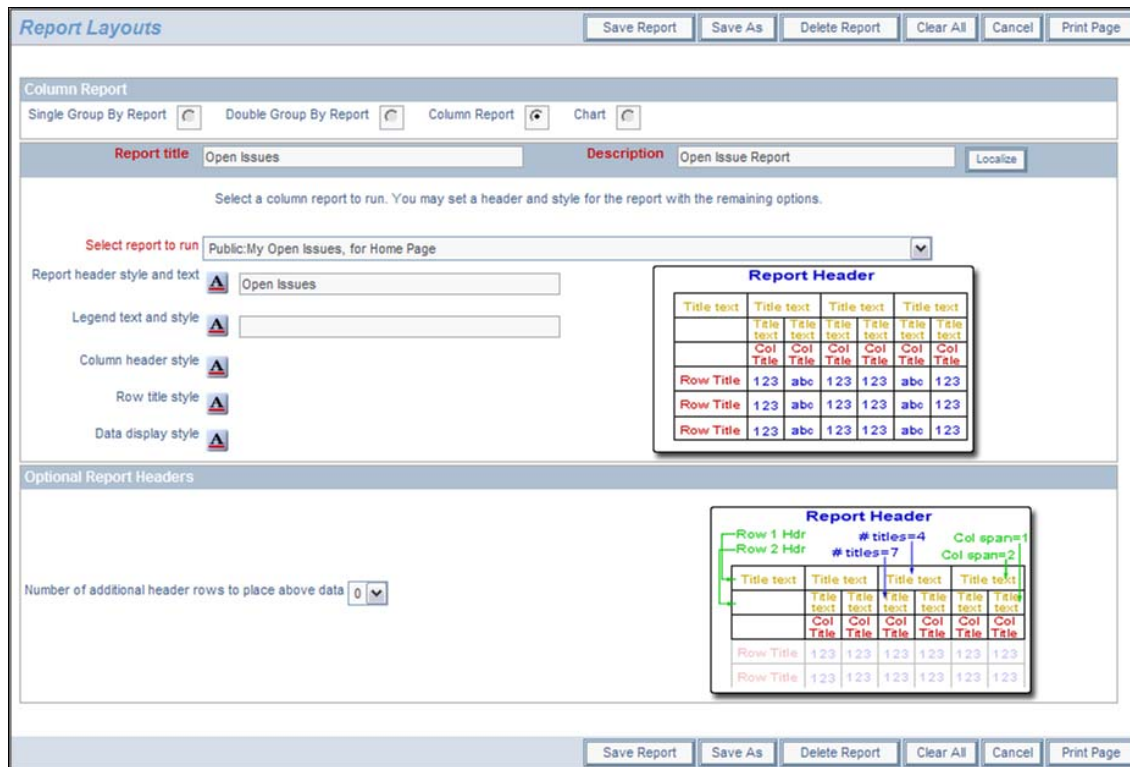 Report Layouts
Save Report Save As Delete Report Clear All Cancel Print Page
Column Report
Single Group By Report Double Group By Report Column Report Chart
Report title Open Issues Description Open Issue Report Localize
Select a column report to run. You may set a header and style for the report with the remaining options.
Select report to run Public:My Open Issues, for Home Page
Report header style and text A Open Issues
Legend text and style A
Column header style A
Row title style A
Data display style A
Report Header
Title text Title text Title text Title text
Title text Title text Title text Title text Title text Title text
Col Title Col Title Col Title Col Title Col Title Col Title
Row Title 123 abc 123 123 abc 123
Row Title 123 abc 123 123 abc 123
Row Title 123 abc 123 123 abc 123
Optional Report Headers
Number of additional header rows to place above data 0
Report Header
Row 1 Hdr # titles=4 Col span=1
Row 2 Hdr # titles=7 Col span=2
Title text Title text Title text Title text
Title text Title text Title text Title text Title text Title text
Col Title Col Title Col Title Col Title Col Title Col Title
Row Title 123 123 123 123 123 123
Row Title 123 123 123 123 123 123
Save Report Save As Delete Report Clear All Cancel Print Page